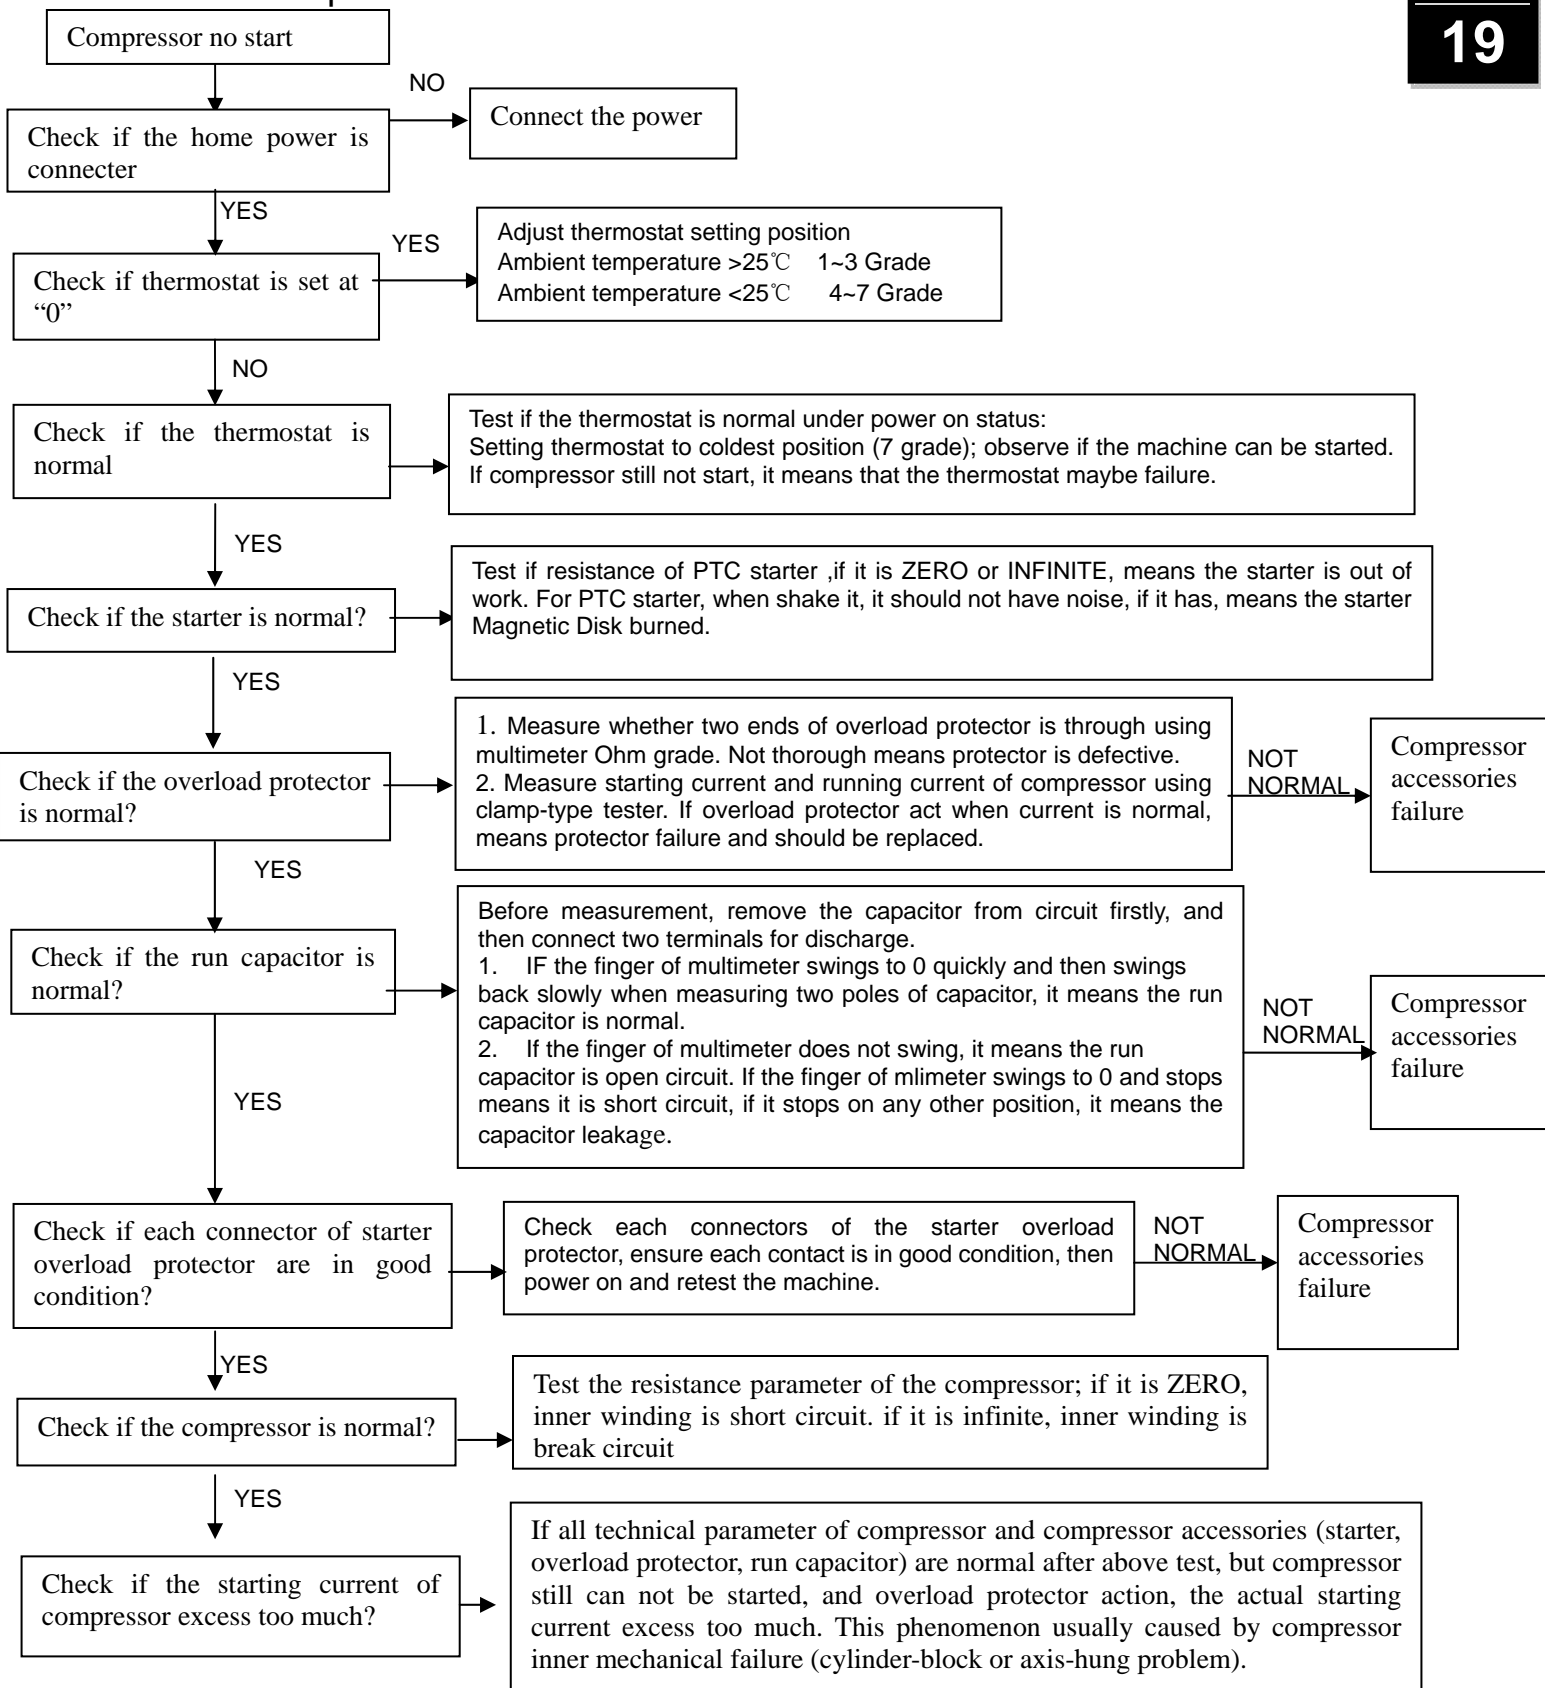 19
Compressor no start
NO
Connect the power
Check if the home power is
connecter
YES
YES
Adjust thermostat setting position
Ambient temperature >25℃ 1~3 Grade
Ambient temperature <25℃ 4~7 Grade
Check if thermostat is set at
“0”
NO
Check if the thermostat is
normal
Test if the thermostat is normal under power on status:
Setting thermostat to coldest position (7 grade); observe if the machine can be started.
If compressor still not start, it means that the thermostat maybe failure.
YES
Check if the starter is normal?
Test if resistance of PTC starter ,if it is ZERO or INFINITE, means the starter is out of
work. For PTC starter, when shake it, it should not have noise, if it has, means the starter
Magnetic Disk burned.
YES
Check if the overload protector
is normal?
1. Measure whether two ends of overload protector is through using
multimeter Ohm grade. Not thorough means protector is defective.
2. Measure starting current and running current of compressor using
clamp-type tester. If overload protector act when current is normal,
means protector failure and should be replaced.
NOT
NORMAL
Compressor
accessories
failure
YES
Check if the run capacitor is
normal?
Before measurement, remove the capacitor from circuit firstly, and
then connect two terminals for discharge.
1. IF the finger of multimeter swings to 0 quickly and then swings
back slowly when measuring two poles of capacitor, it means the run
capacitor is normal.
2. If the finger of multimeter does not swing, it means the run
capacitor is open circuit. If the finger of mlimeter swings to 0 and stops
means it is short circuit, if it stops on any other position, it means the
capacitor leakage.
NOT
NORMAL
Compressor
accessories
failure
YES
Check if each connector of starter
overload protector are in good
condition?
Check each connectors of the starter overload
protector, ensure each contact is in good condition, then
power on and retest the machine.
NOT
NORMAL
Compressor
accessories
failure
YES
Check if the compressor is normal?
Test the resistance parameter of the compressor; if it is ZERO,
inner winding is short circuit. if it is infinite, inner winding is
break circuit
YES
Check if the starting current of
compressor excess too much?
If all technical parameter of compressor and compressor accessories (starter,
overload protector, run capacitor) are normal after above test, but compressor
still can not be started, and overload protector action, the actual starting
current excess too much. This phenomenon usually caused by compressor
inner mechanical failure (cylinder-block or axis-hung problem).